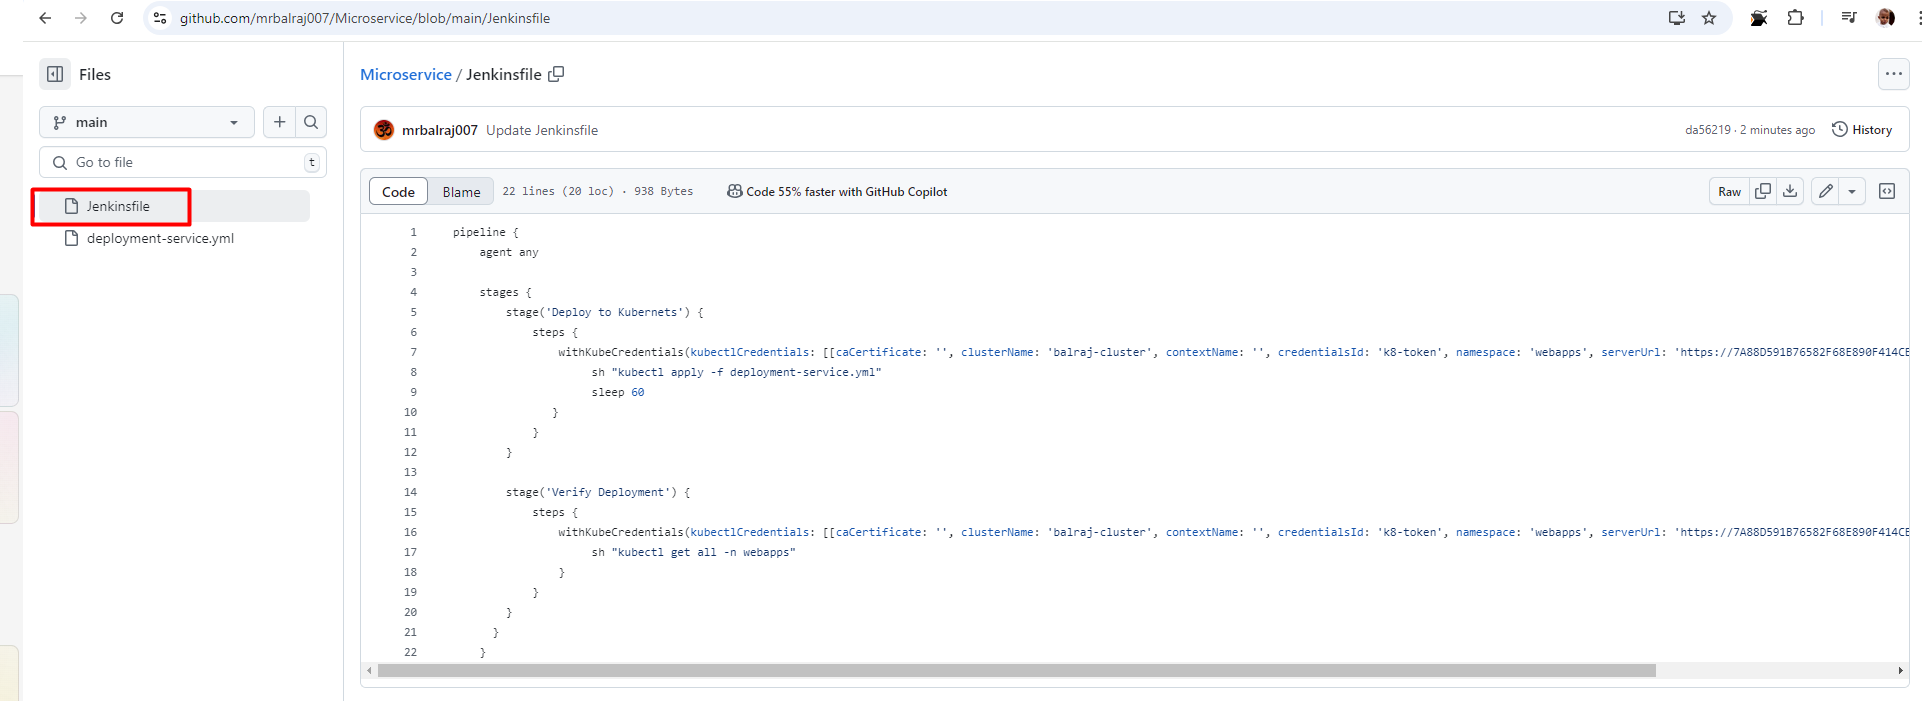 github.com/mrbalraj007/Microservice/blob/main/Jenkinsfile
Files
main
Go to file
t
Jenkinsfile
deployment-service.yml
Microservice / Jenkinsfile
mrbalraj007 Update Jenkinsfile
da56219 · 2 minutes ago
History
Code Blame 22 lines (20 loc) · 938 Bytes Code 55% faster with GitHub Copilot Raw
1 pipeline {
2 agent any
3
4 stages {
5 stage('Deploy to Kubernets') {
6 steps {
7 withKubeCredentials(kubectlCredentials: [[caCertificate: '', clusterName: 'balraj-cluster', contextName: '', credentialsId: 'k8-token', namespace: 'webapps', serverUrl: 'https://7A88D591B76582F68E890F414CE
8 sh "kubectl apply -f deployment-service.yml"
9 sleep 60
10 }
11 }
12 }
13
14 stage('Verify Deployment') {
15 steps {
16 withKubeCredentials(kubectlCredentials: [[caCertificate: '', clusterName: 'balraj-cluster', contextName: '', credentialsId: 'k8-token', namespace: 'webapps', serverUrl: 'https://7A88D591B76582F68E890F414CE
17 sh "kubectl get all -n webapps"
18 }
19 }
20 }
21 }
22 }